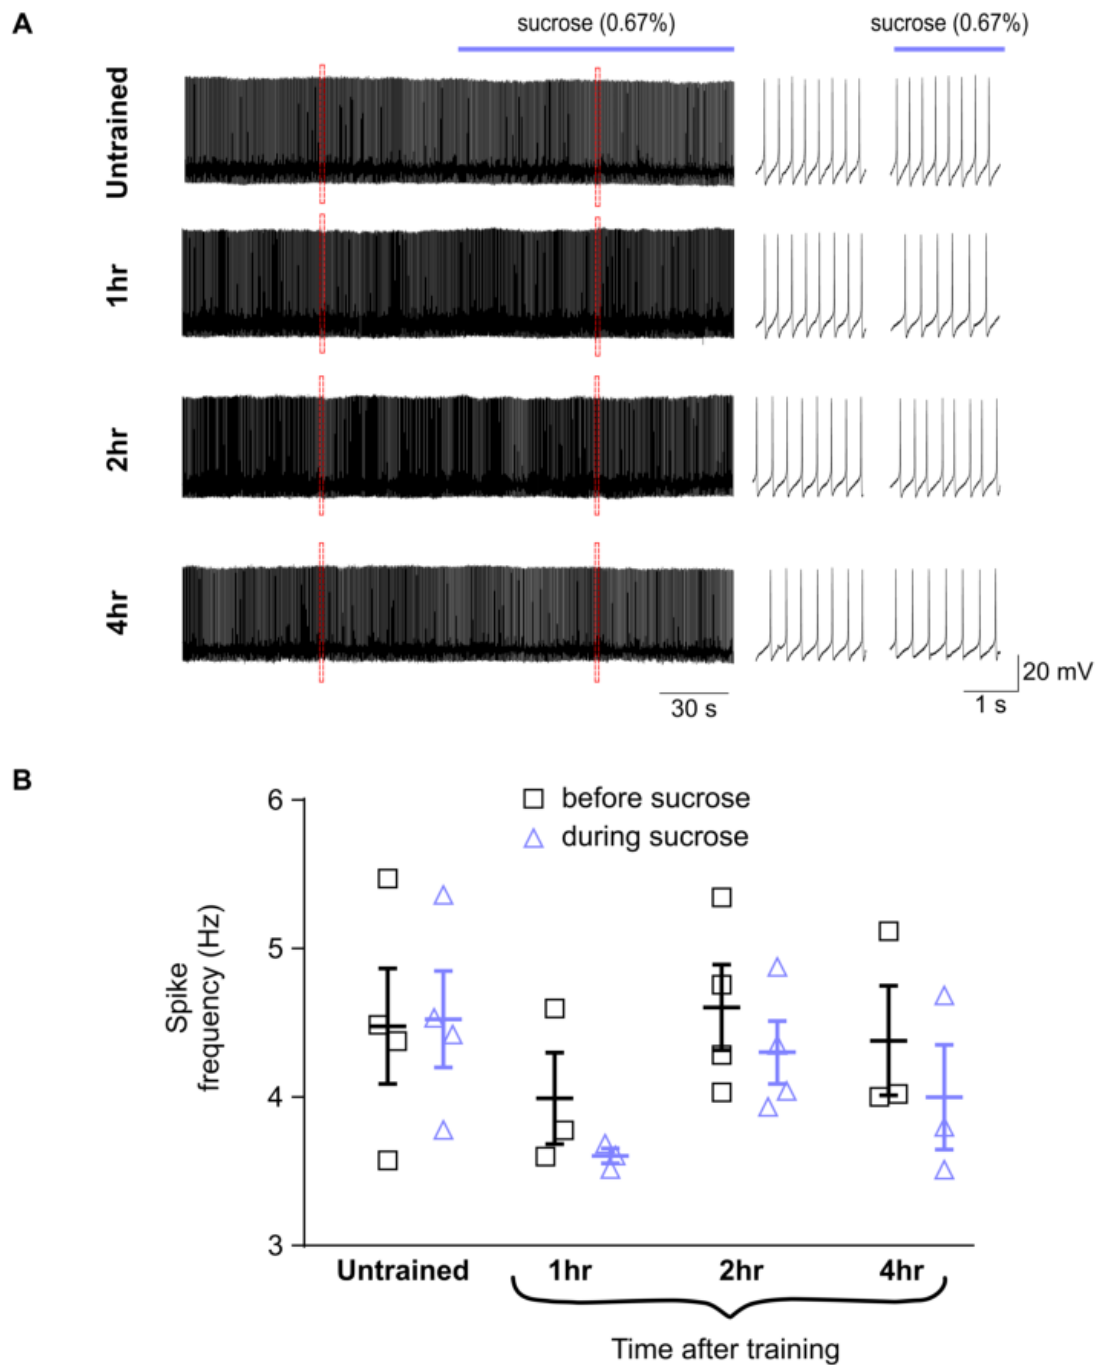 A
sucrose (0.67%)
sucrose (0.67%)
Untrained
1hr
2hr
4hr
20 mV
30 s
1 s
B
6
before sucrose
during sucrose
5
Spike
frequency (Hz)
4
3
Untrained
1hr
2hr
4hr
Time after training